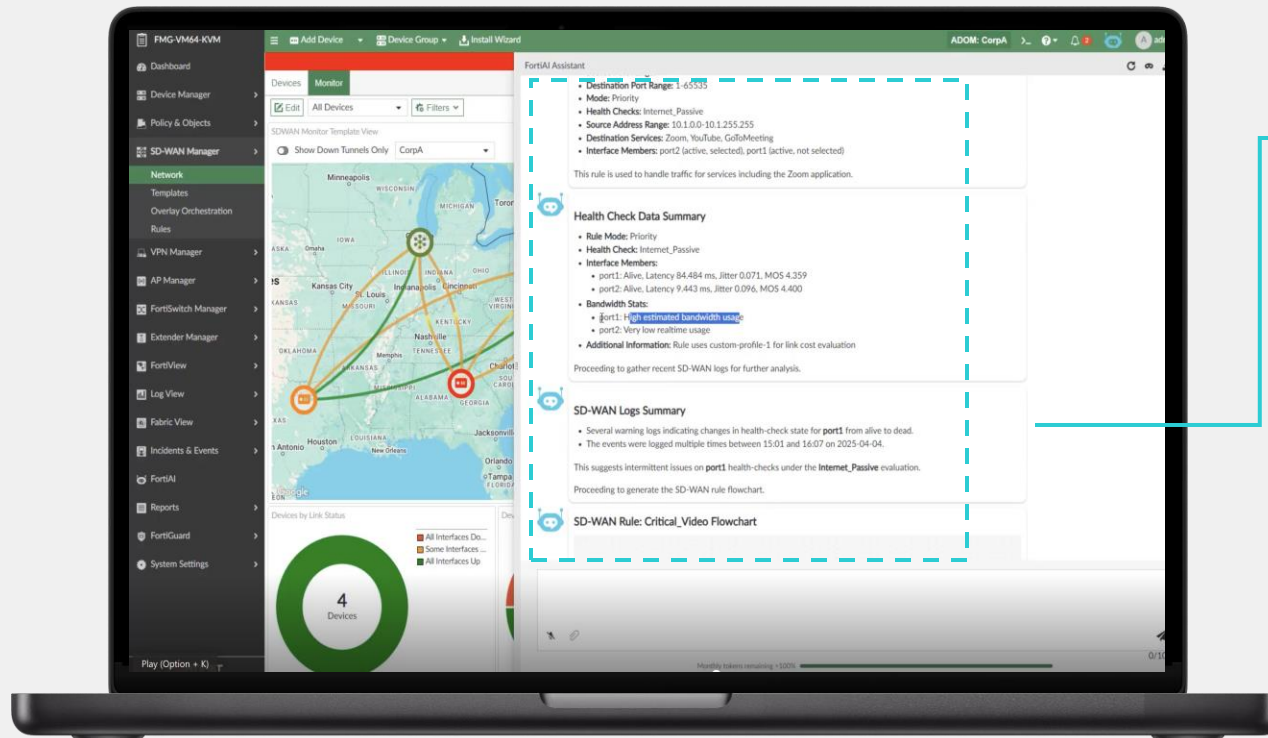 FMG-VM64-KVM
Add Device
Device Group
Install Wizard
ADOM: CorpA
Dashboard
Device Manager
Policy & Objects
SD-WAN Manager
Network
Templates
Overlay Orchestration
Rules
VPN Manager
AP Manager
FortiSwitch Manager
Extender Manager
FortiView
Log View
Fabric View
Incidents & Events
FortiAI
Reports
FortiGuard
System Settings
Play (Option + K)
Devices
Monitor
Edit
All Devices
Filters
SDWAN Monitor Template View
Show Down Tunnels Only
CorpA
Minneapolis
WISCONSIN
MICHIGAN
IOWA
Omaha
ILLINOIS
INDIANA
OHIO
Kansas City
St. Louis
Indianapolis
Cincinnati
MISSOURI
KENTUCKY
Nashville
OKLAHOMA
Memphis
TENNESSEE
ARKANSAS
MISSISSIPPI
ALABAMA
GEORGIA
Houston
LOUISIANA
New Orleans
Orlando
Tampa
Google
Devices by Link Status
All Interfaces Do...
Some Interfaces ...
All Interfaces Up
4
Devices
FortiAI Assistant
• Destination Port Range: 1-65535
• Mode: Priority
• Health Checks: Internet_Passive
• Source Address Range: 10.1.0.0-10.1.255.255
• Destination Services: Zoom, YouTube, GoToMeeting
• Interface Members: port2 (active, selected), port1 (active, not selected)
This rule is used to handle traffic for services including the Zoom application.
Health Check Data Summary
• Rule Mode: Priority
• Health Check: Internet_Passive
• Interface Members:
• port1: Alive, Latency 84.484 ms, Jitter 0.071, MOS 4.359
• port2: Alive, Latency 9.443 ms, Jitter 0.096, MOS 4.400
• Bandwidth Stats:
• port1: High estimated bandwidth usage
• port2: Very low realtime usage
• Additional Information: Rule uses custom-profile-1 for link cost evaluation
Proceeding to gather recent SD-WAN logs for further analysis.
SD-WAN Logs Summary
• Several warning logs indicating changes in health-check state for port1 from alive to dead.
• The events were logged multiple times between 15:01 and 16:07 on 2025-04-04.
This suggests intermittent issues on port1 health-checks under the Internet_Passive evaluation.
Proceeding to generate the SD-WAN rule flowchart.
SD-WAN Rule: Critical_Video Flowchart
Monthly tokens remaining ≈100%